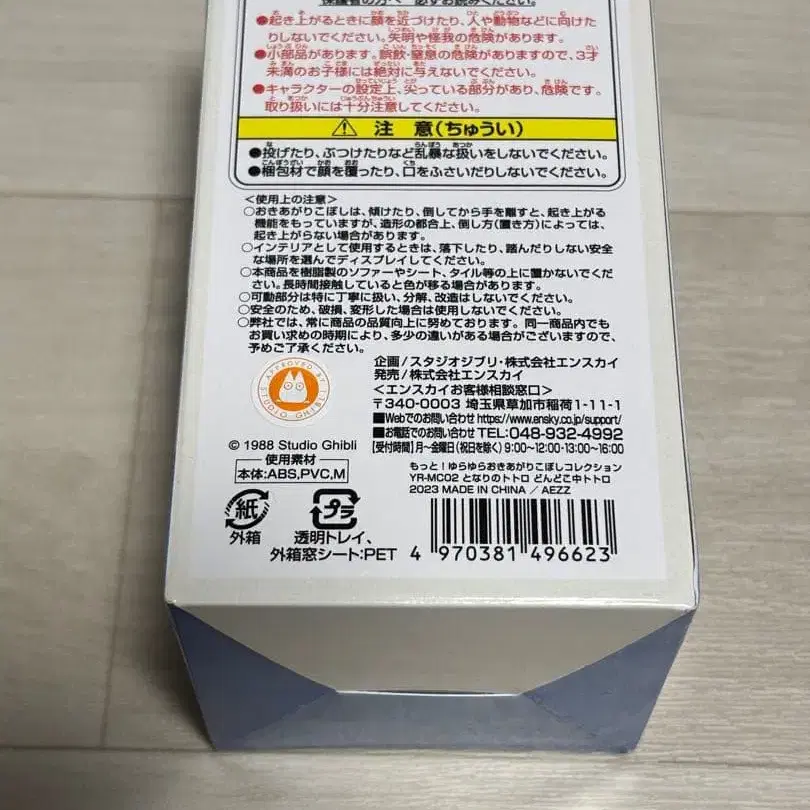 保護者の方へ 必ずお読みください。
●起き上がるときに顔を近づけたり、人や動物などに向けた
りしないでください。失明や怪我の危険があります。
●小部品があります。誤飲・窒息の危険がありますので、3才
未満のお子様には絶対に与えないでください。
●キャラクターの設定上、尖っている部分があり、危険です。
取り扱いには十分注意してください。
⚠ 注 意(ちゅうい)
●投げたり、ぶつけたりなど乱暴な扱いをしないでください。
●梱包材で顔を覆ったり、口をふさいだりしないでください。
<使用上の注意>
○おきあがりこぼしは、傾けたり、倒してから手を離すと、起き上がる
機能をもっていますが、造形の都合上、倒し方(置き方)によっては、
起き上がらない場合があります。
○インテリアとして使用するときは、落下したり、踏んだりしない安全
な場所を選んでディスプレイしてください。
○本商品を樹脂製のソファーやシート、タイル等の上に置かないでくだ
さい。長時間接触していると色が移る場合があります。
○可動部分は特に丁寧に扱い、分解、改造はしないでください。
○安全のため、破損、変形した場合は使用しないでください。
○弊社では、常に商品の品質向上に努めております。同一商品内でも
お買い求めの時期により、多少の違いがある場合がございますので、
予めご了承ください。
APPROVED BY
STUDIO GHIBLI
企画/スタジオジブリ・株式会社エンスカイ
発売/株式会社エンスカイ
<エンスカイお客様相談窓口>
〒340-0003 埼玉県草加市稲荷1-11-1
■Webでのお問い合わせ https://www.ensky.co.jp/support/
■お電話でのお問い合わせ TEL:048-932-4992
【受付時間】月~金曜日(祝日を除く) 9:00~12:00・13:00~16:00
© 1988 Studio Ghibli
使用素材
本体:ABS,PVC,M
もっと!ゆらゆらおきあがりこぼしコレクション
YR-MC02 となりのトトロ どんどこ中トトロ
2023 MADE IN CHINA / AEZZ
紙
外箱
プラ
透明トレイ、
外箱窓シート:PET
4 970381 496623